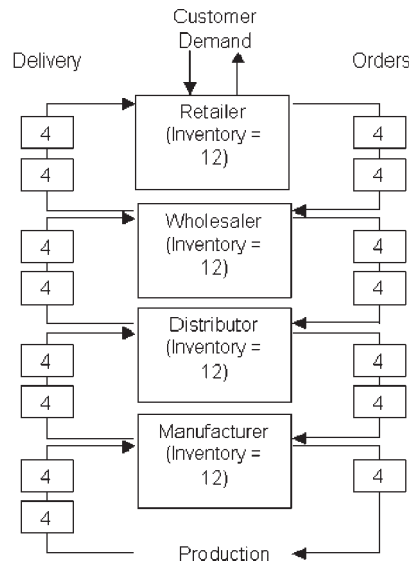 Customer
Demand
Delivery
Orders
Retailer
(Inventory =
12)
4
4
4
4
Wholesaler
(Inventory =
12)
4
4
4
4
Distributor
(Inventory =
12)
4
4
4
4
Manufacturer
(Inventory =
12)
4
4
4
Production